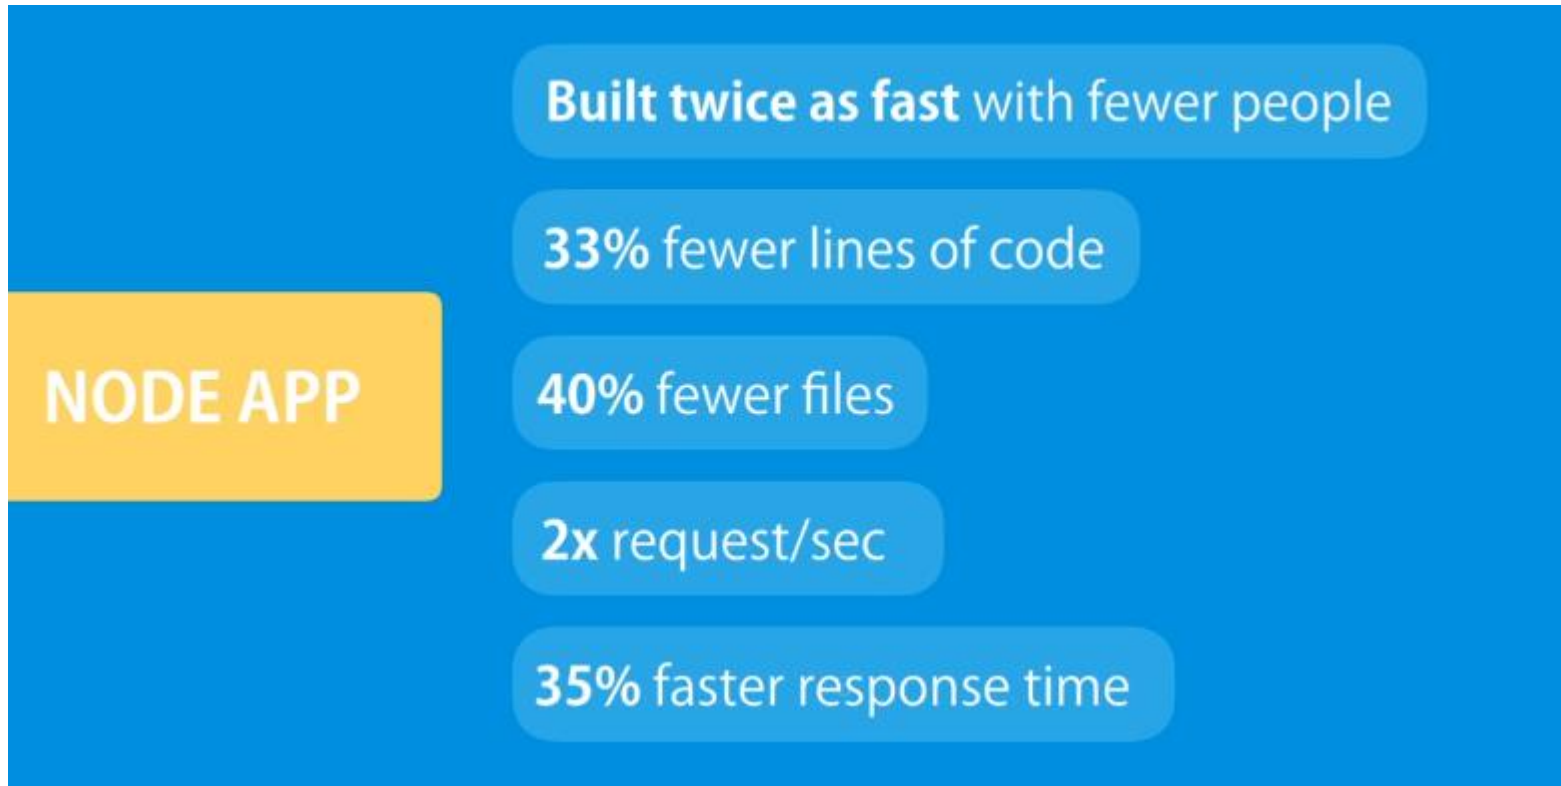 Built twice as fast with fewer people
33% fewer lines of code
NODE APP
40% fewer files
2x request/sec
35% faster response time